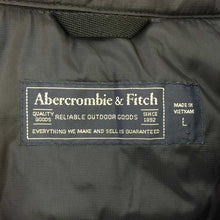 Abercrombie & Fitch
QUALITY GOODS RELIABLE OUTDOOR GOODS SINCE 1892
EVERYTHING WE MAKE AND SELL IS GUARANTEED
MADE IN
VIETNAM
L